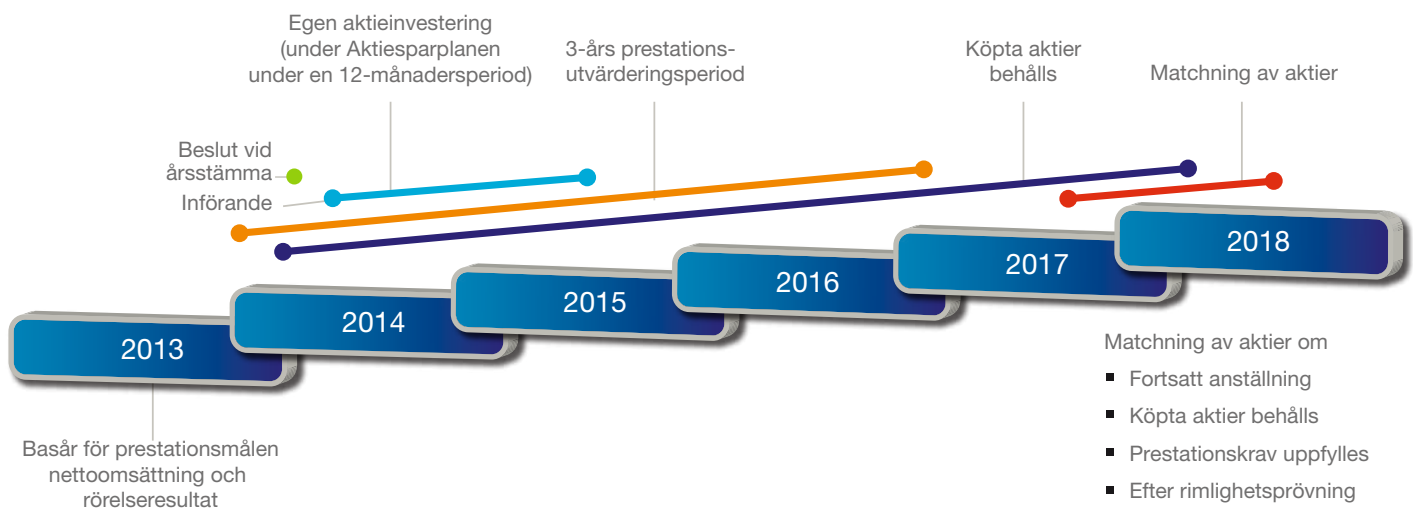 Egen aktieinvestering
(under Aktiesparplanen
under en 12-månadersperiod)
3-års prestations-
utvärderingsperiod
Köpta aktier
behålls
Matchning av aktier
Beslut vid
årsstämma
Införande
2013
2014
2015
2016
2017
2018
Basår för prestationsmålen
nettoomsättning och
rörelseresultat
Matchning av aktier om
▪ Fortsatt anställning
▪ Köpta aktier behålls
▪ Prestationskrav uppfylles
▪ Efter rimlighetsprövning